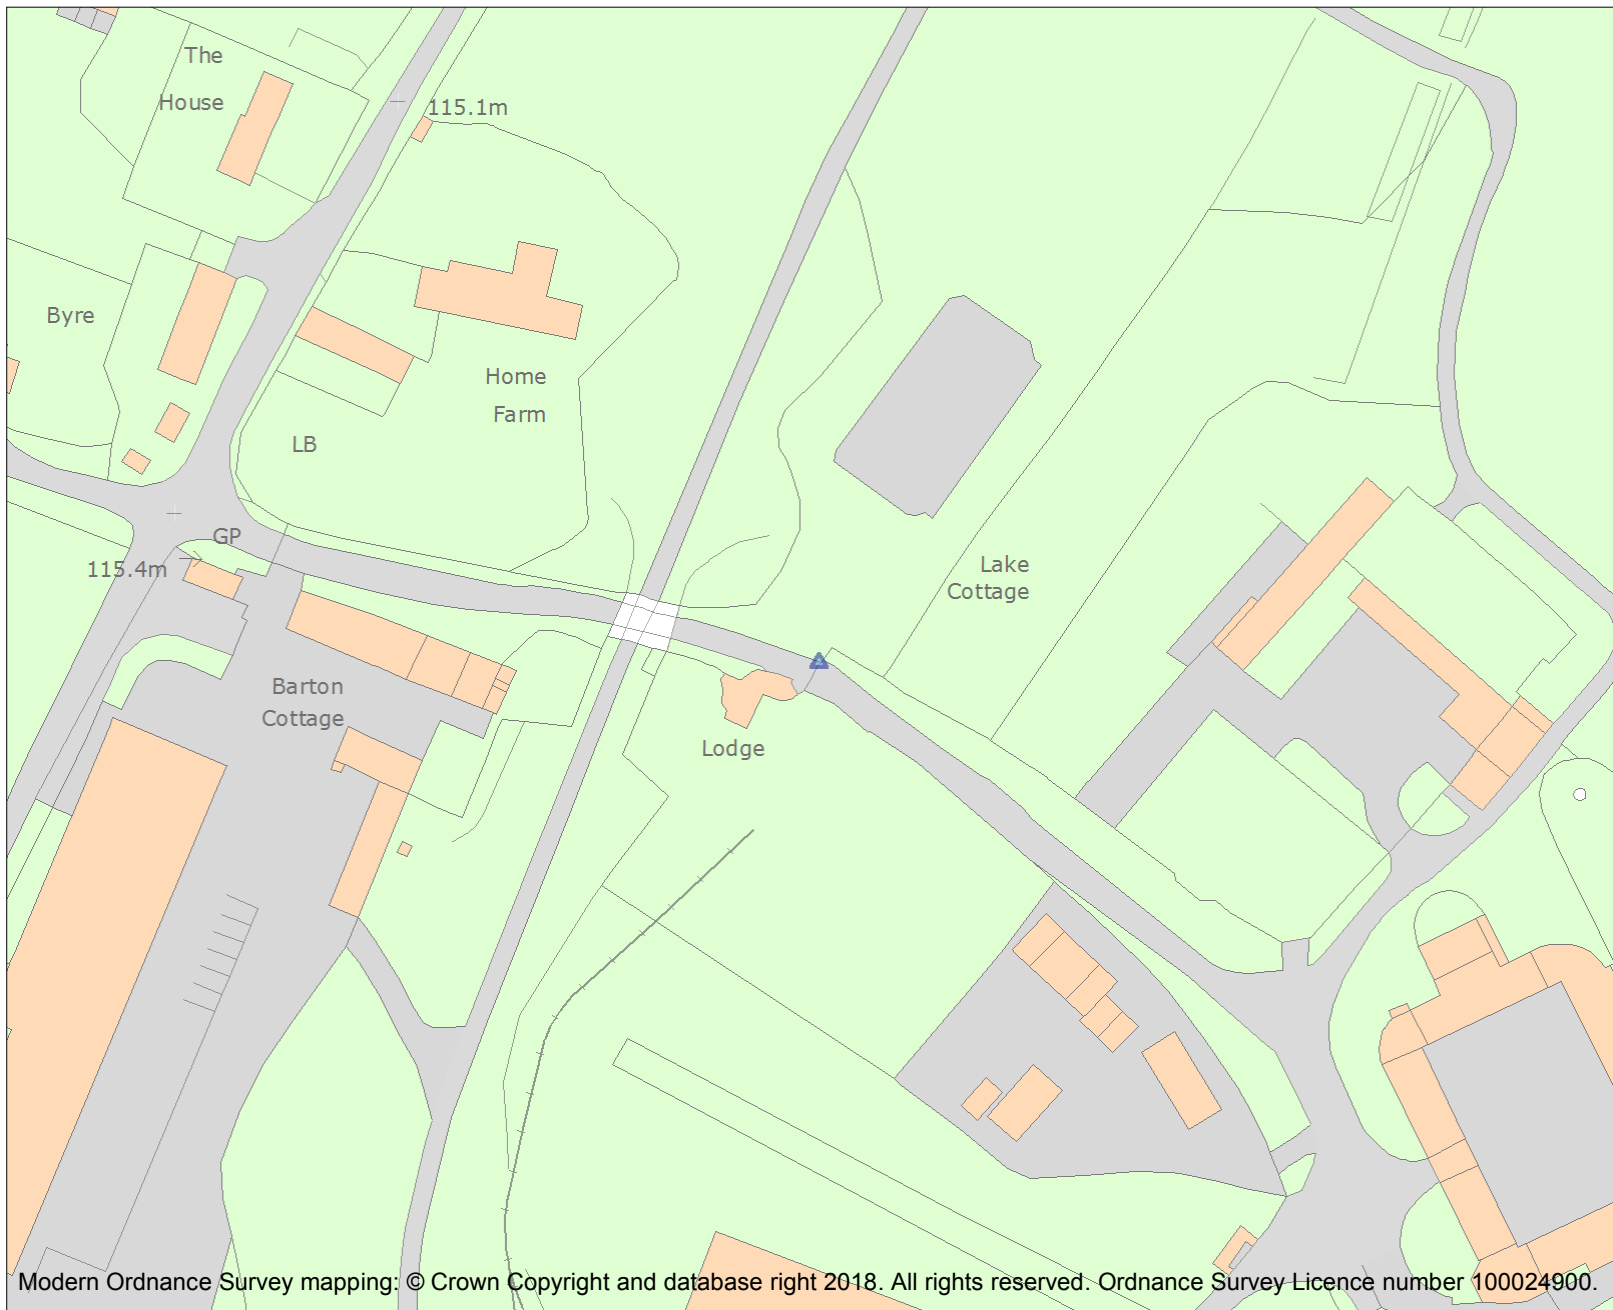 The
House
115.1m
Byre
Home
Farm
LB
GP
115.4m
Lake
Cottage
Barton
Cottage
Lodge
Modern Ordnance Survey mapping: © Crown Copyright and database right 2018. All rights reserved. Ordnance Survey Licence number 100024900.